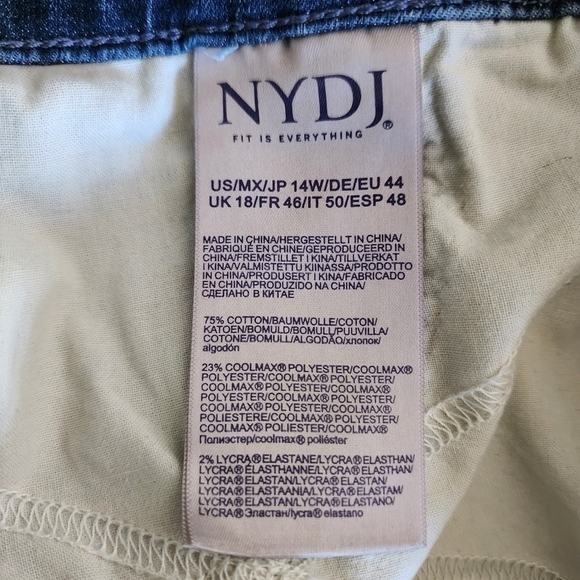 NYDJ®
FIT IS EVERYTHING
US/MX/JP 14W/DE/EU 44
UK 18/FR 46/IT 50/ESP 48
MADE IN CHINA/HERGESTELLT IN CHINA/
FABRIQUÉ EN CHINE/GEPRODUCEERD IN
CHINA/FREMSTILLET I KINA/TILLVERKAT
I KINA/VALMISTETTU KIINASSA/PRODOTTO
IN CHINA/PRODUSERT I KINA/FABRICADO
EN CHINA/PRODUZIDO NA CHINA/
СДЕЛАНО В КИТАЕ
75% COTTON/BAUMWOLLE/COTON/
KATOEN/BOMULD/BOMULL/PUUVILLA/
COTONE/BOMULL/ALGODÃO/хлопок/
algodón
23% COOLMAX® POLYESTER/COOLMAX®
POLYESTER/COOLMAX® POLYESTER/
COOLMAX® POLYESTER/COOLMAX®
POLYESTER/COOLMAX® POLYESTER/
COOLMAX® POLYESTER/COOLMAX®
POLIESTERE/COOLMAX® POLYESTER/
COOLMAX® POLIESTER/COOLMAX®
Полиэстер/coolmax® poliéster
2% LYCRA® ELASTANE/LYCRA® ELASTHAN/
LYCRA® ÉLASTHANNE/LYCRA® ELASTHAN/
LYCRA® ELASTAN/LYCRA® ELASTAN/
LYCRA® ELASTAANIA/LYCRA® ELASTAM/
LYCRA® ELASTAN/LYCRA® ELASTANO/
LYCRA® Эластан/lycra® elastano